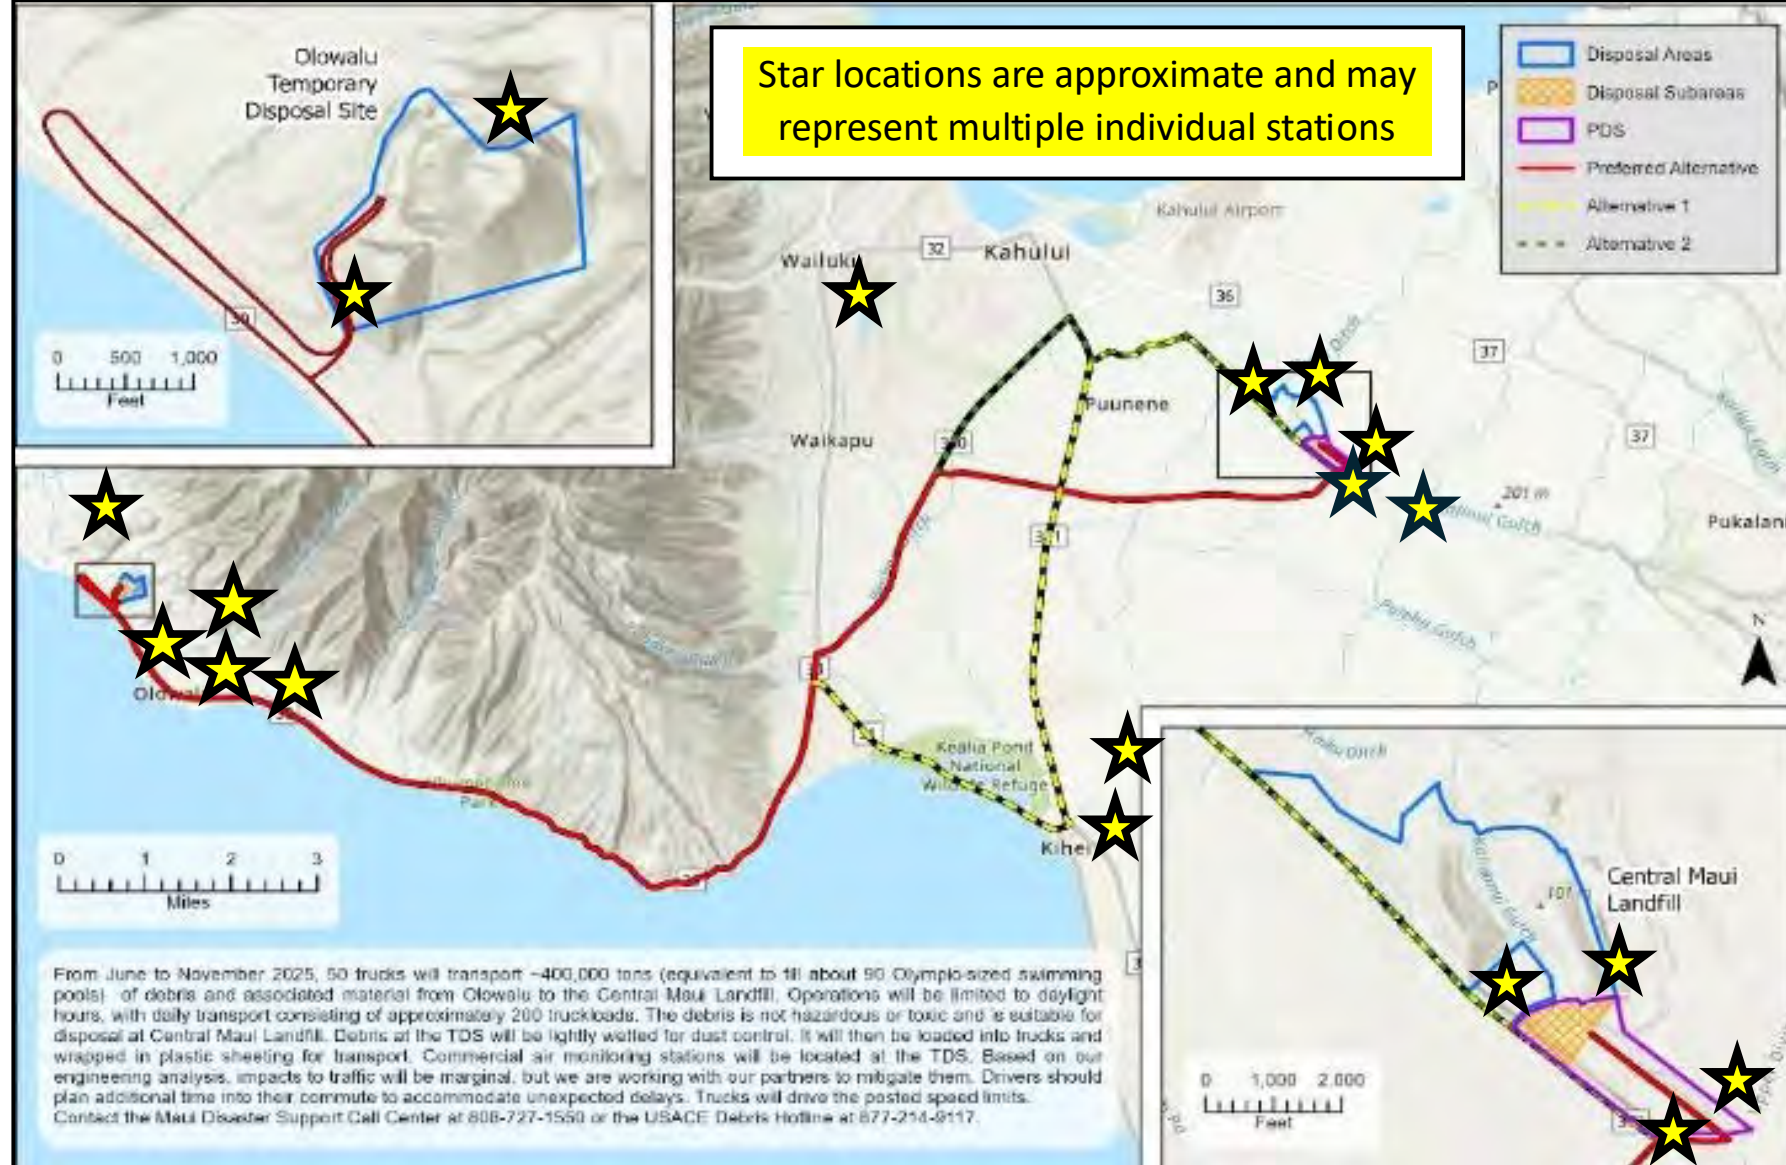 Olowalu
Temporary
Disposal Site
0 500 1,000
Feet
Star locations are approximate and may
represent multiple individual stations
Disposal Areas
Disposal Subareas
PDS
Preferred Alternative
Alternative 1
Alternative 2
Kahului Airport
Wailuku
32
Kahului
36
37
Ditch
Puunene
Waikapu
37
201 m
Pukalani
N
Kealia Pond
National
Wildlife Refuge
Park
Kihei
0 1 2 3
Miles
Central Maui
Landfill
0 1,000 2,000
Feet
From June to November 2025, 50 trucks will transport ~400,000 tons (equivalent to fill about 90 Olympic-sized swimming
pools) of debris and associated material from Olowalu to the Central Maui Landfill. Operations will be limited to daylight
hours, with daily transport consisting of approximately 200 truckloads. The debris is not hazardous or toxic and is suitable for
disposal at Central Maui Landfill. Debris at the TDS will be lightly wetted for dust control. It will then be loaded into trucks and
wrapped in plastic sheeting for transport. Commercial air monitoring stations will be located at the TDS. Based on our
engineering analysis, impacts to traffic will be marginal, but we are working with our partners to mitigate them. Drivers should
plan additional time into their commute to accommodate unexpected delays. Trucks will drive the posted speed limits.
Contact the Maui Disaster Support Call Center at 808-727-1550 or the USACE Debris Hotline at 877-214-9117.